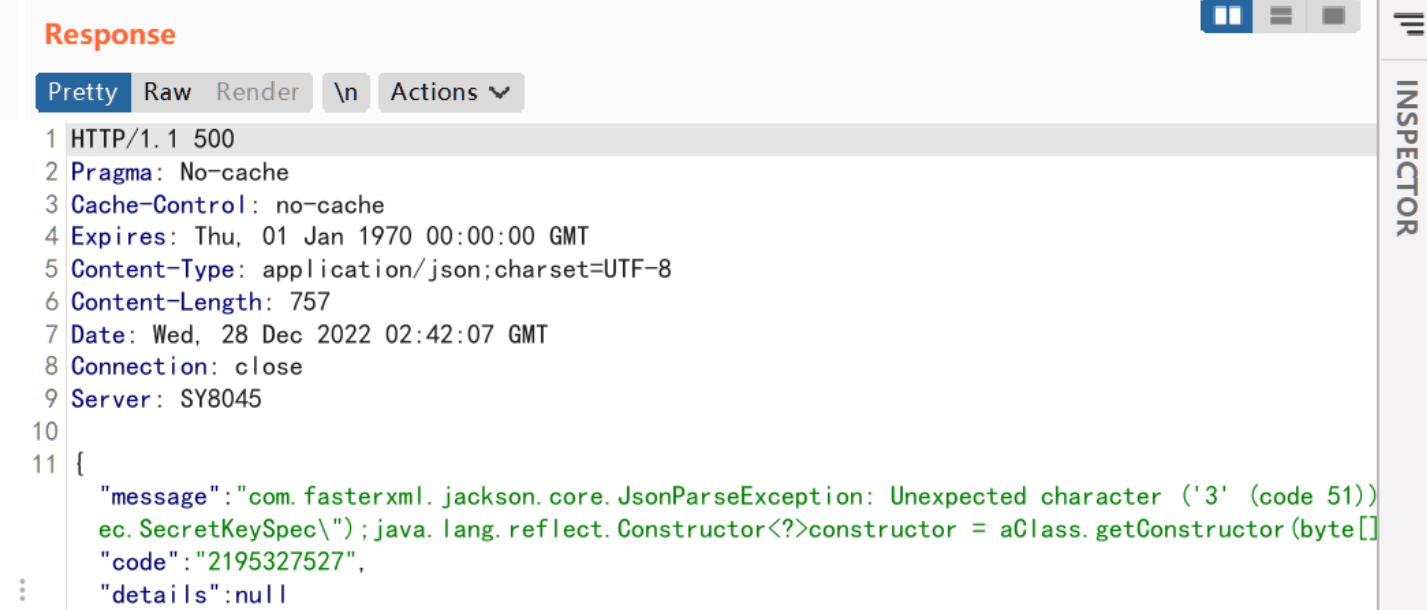 Response
Pretty Raw Render \n Actions
INSPECTOR
1 HTTP/1.1 500
2 Pragma: No-cache
3 Cache-Control: no-cache
4 Expires: Thu, 01 Jan 1970 00:00:00 GMT
5 Content-Type: application/json;charset=UTF-8
6 Content-Length: 757
7 Date: Wed, 28 Dec 2022 02:42:07 GMT
8 Connection: close
9 Server: SY8045
10
11 {
"message":"com.fasterxml.jackson.core.JsonParseException: Unexpected character ('3' (code 51))
ec.SecretKeySpec\");java.lang.reflect.Constructor<?>constructor = aClass.getConstructor(byte[]
"code":"2195327527",
"details":null